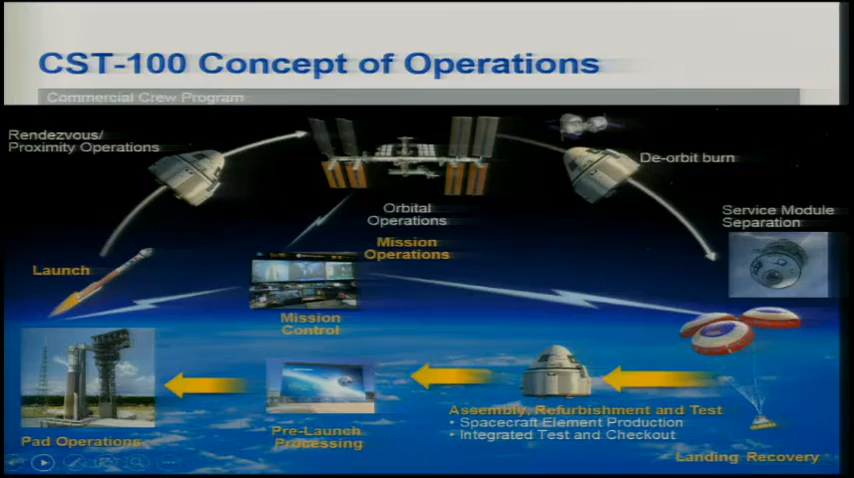 CST-100 Concept of Operations
Commercial Crew Program
Rendezvous/
Proximity Operations
De-orbit burn
Orbital
Operations
Mission
Operations
Service Module
Separation
Launch
Mission
Control
Assembly, Refurbishment and Test
• Spacecraft Element Production
• Integrated Test and Checkout
Pre-Launch
Processing
Pad Operations
Landing Recovery